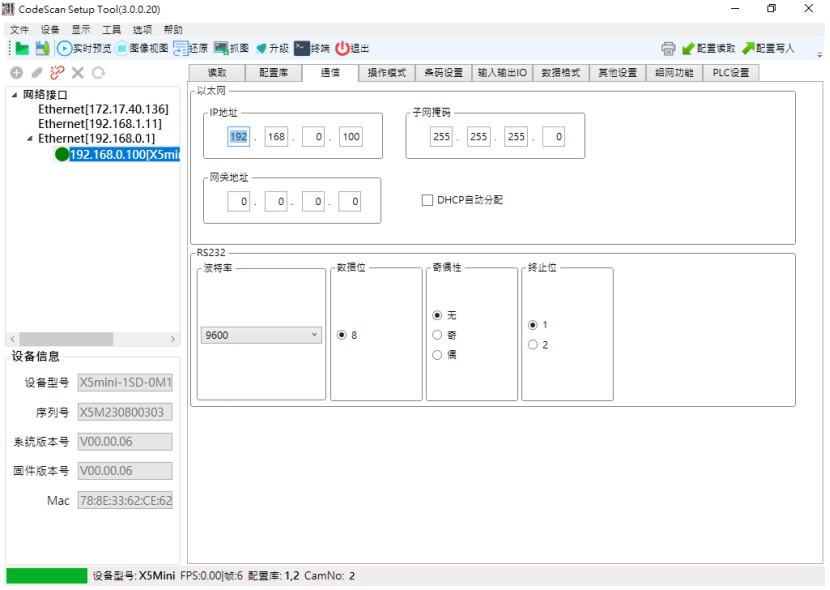 CodeScan Setup Tool(3.0.0.20)
文件 设备 显示 工具 选项 帮助
实时预览 图像视图 还原 抓图 升级 终端 退出 配置读取 配置写入
读取 配置库 通信 操作模式 条码设置 输入输出IO 数据格式 其他设置 组网功能 PLC设置
网络接口
Ethernet[172.17.40.136]
Ethernet[192.168.1.11]
Ethernet[192.168.0.1]
192.168.0.100[X5mi
以太网
IP地址 子网掩码
192 . 168 . 0 . 100 255 . 255 . 255 . 0
网关地址
0 . 0 . 0 . 0 DHCP自动分配
RS232
波特率 数据位 奇偶性 终止位
9600 8
无
奇
偶
1
2
设备信息
设备型号 X5mini-1SD-0M1
序列号 X5M230800303
系统版本号 V00.00.06
固件版本号 V00.00.06
Mac 78:8E:33:62:CE:62
设备型号: X5Mini FPS:0.00|帧:6 配置库: 1,2 CamNo: 2